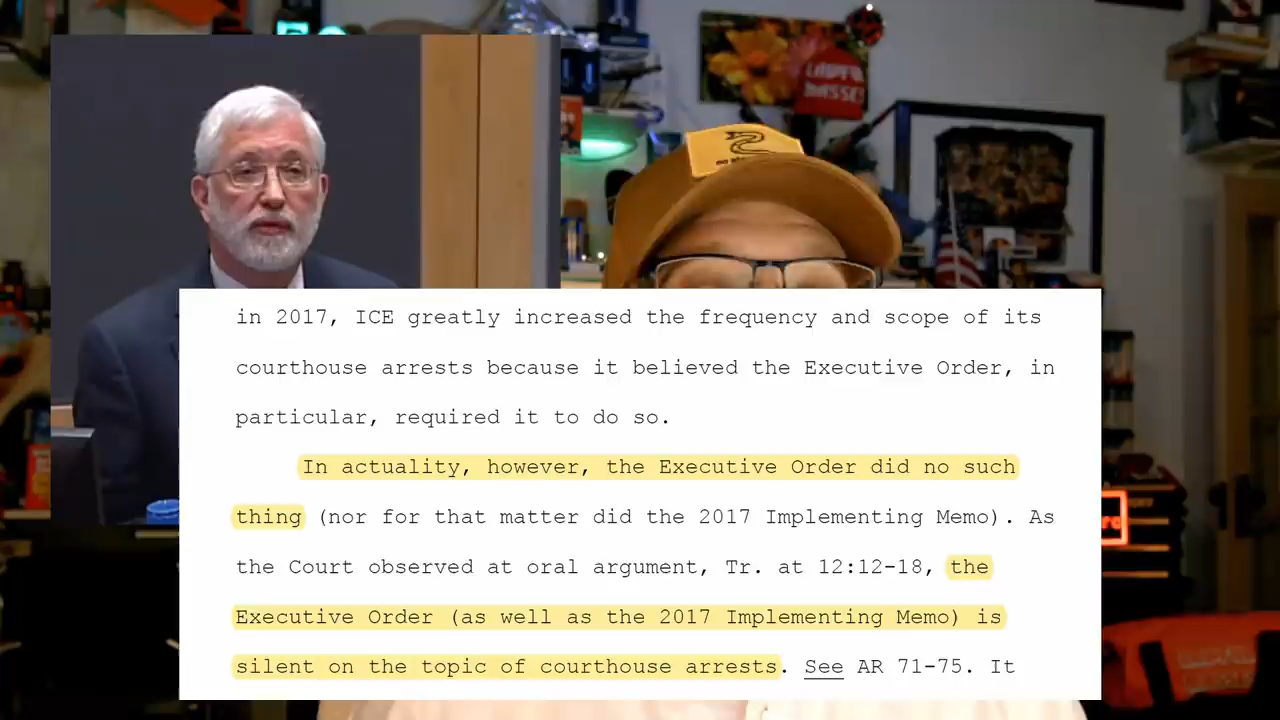 in 2017, ICE greatly increased the frequency and scope of its
courthouse arrests because it believed the Executive Order, in
particular, required it to do so.
In actuality, however, the Executive Order did no such
thing (nor for that matter did the 2017 Implementing Memo). As
the Court observed at oral argument, Tr. at 12:12-18, the
Executive Order (as well as the 2017 Implementing Memo) is
silent on the topic of courthouse arrests. See AR 71-75. It